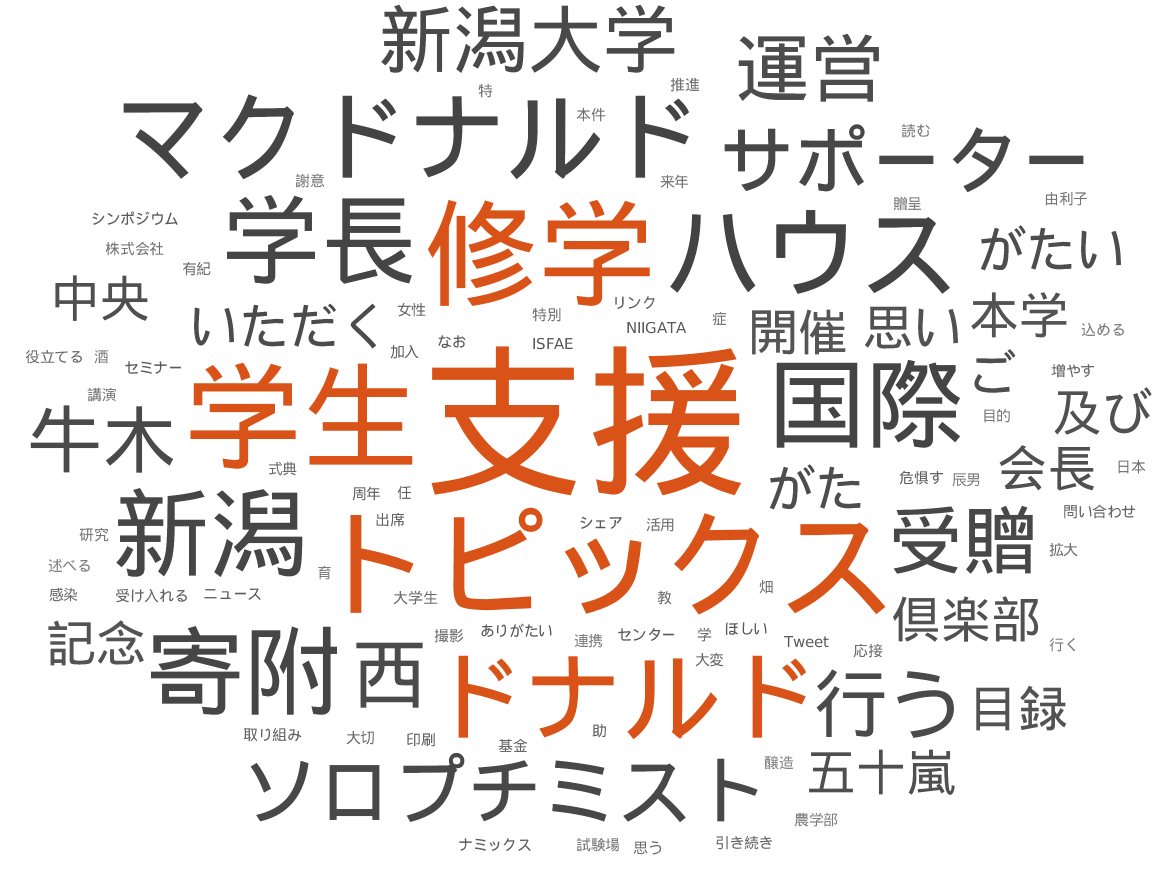 新潟大学
運営
特
推進
マクドナルド
本件
サポーター
読む
謝意
来年
由利子
シンポジウム
学長
修学
ハウス
贈呈
がたい
株式会社
有紀
中央
いただく
女性
特別
リンク
NIIGATA
症
開催
思い
本学
込める
役立てる
酒
セミナー
加入
なお
ISFAE
講演
学生
支援
国際
ご
増やす
目的
及び
牛木
式典
がた
危惧す
辰男
会長
日本
周年
任
新潟
出席
トピックス
シェア
活用
受贈
問い合わせ
拡大
研究
述べる
感染
受け入れる
ニュース
育
大学生
教
畑
倶楽部
記念
寄附
西
撮影
ありがたい
連携
センター
学
ほしい
大変
Tweet
応接
行く
ドナルド
行う
目録
取り組み
大切
印刷
基金
助
ソロプチミスト
醸造
五十嵐
農学部
ナミックス
試験場
思う
引き続き